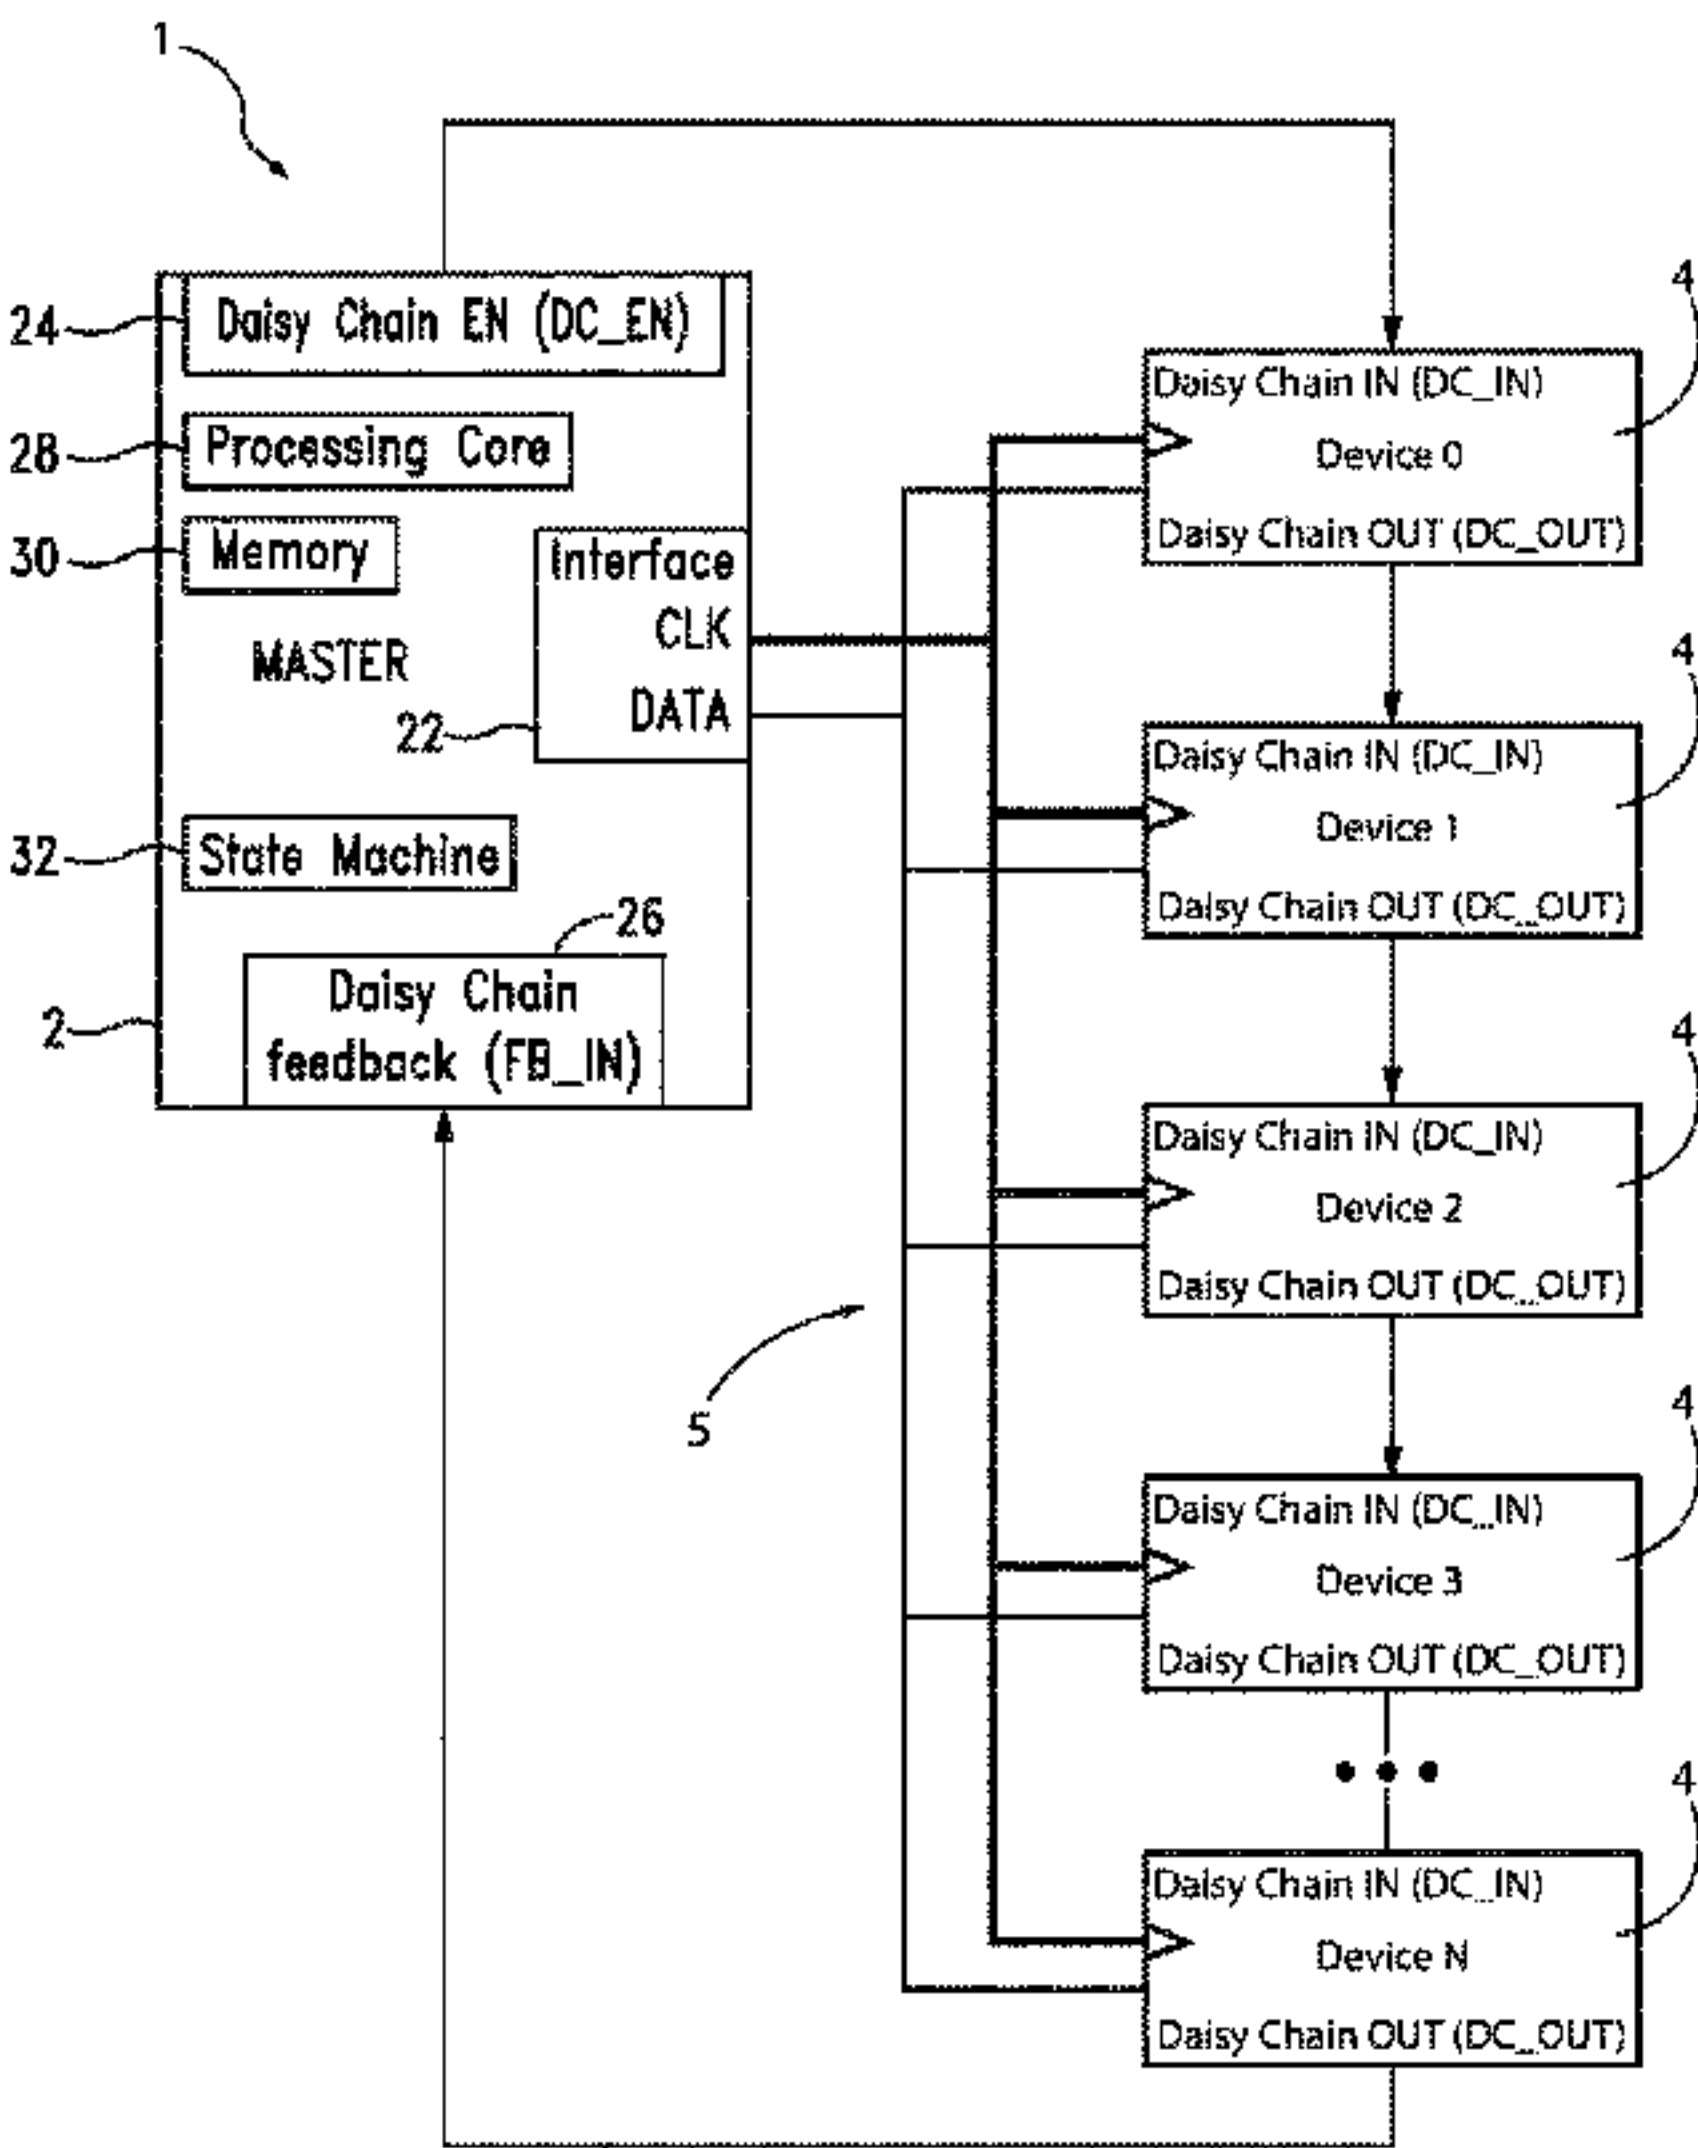 1
24
Daisy Chain EN (DC_EN)
28
Processing Core
30
Memory
Interface
CLK
MASTER
DATA
22
32
State Machine
26
2
Daisy Chain
feedback (FB_IN)
5
4
Daisy Chain IN (DC_IN)
Device 0
Daisy Chain OUT (DC_OUT)
4
Daisy Chain IN (DC_IN)
Device 1
Daisy Chain OUT (DC_OUT)
4
Daisy Chain IN (DC_IN)
Device 2
Daisy Chain OUT (DC_OUT)
4
Daisy Chain IN (DC_IN)
Device 3
Daisy Chain OUT (DC_OUT)
4
Daisy Chain IN (DC_IN)
Device N
Daisy Chain OUT (DC_OUT)